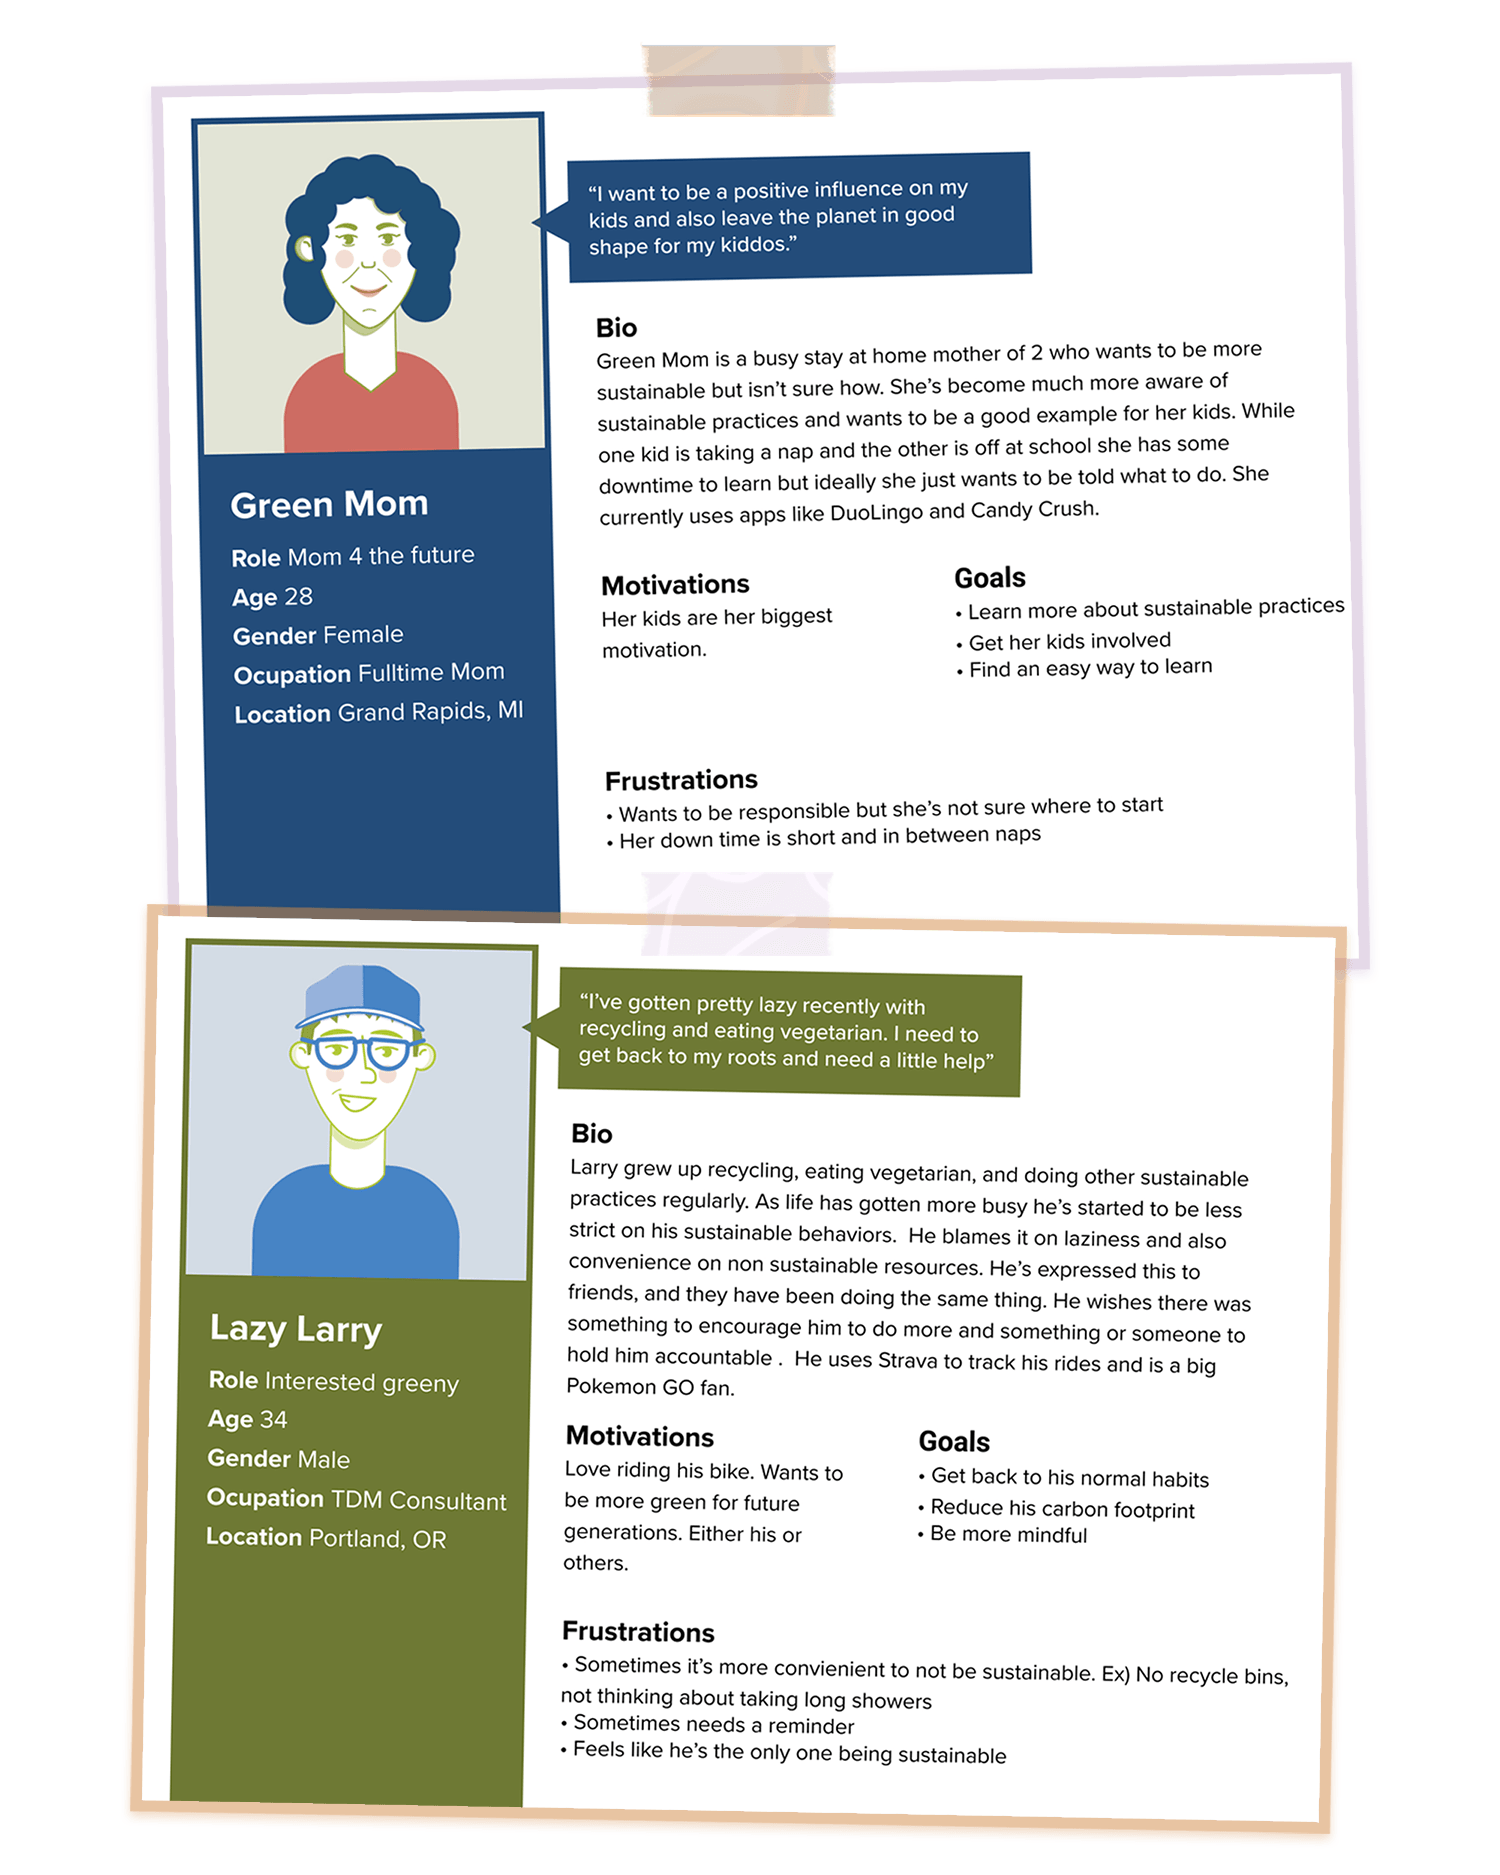 “I want to be a positive influence on my
kids and also leave the planet in good
shape for my kiddos.”
Bio
Green Mom is a busy stay at home mother of 2 who wants to be more
sustainable but isn’t sure how. She’s become much more aware of
sustainable practices and wants to be a good example for her kids. While
one kid is taking a nap and the other is off at school she has some
downtime to learn but ideally she just wants to be told what to do. She
currently uses apps like DuoLingo and Candy Crush.
Green Mom
Role Mom 4 the future
Age 28
Gender Female
Ocupation Fulltime Mom
Location Grand Rapids, MI
Motivations
Her kids are her biggest
motivation.
Goals
• Learn more about sustainable practices
• Get her kids involved
• Find an easy way to learn
Frustrations
• Wants to be responsible but she’s not sure where to start
• Her down time is short and in between naps
“I’ve gotten pretty lazy recently with
recycling and eating vegetarian. I need to
get back to my roots and need a little help”
Bio
Larry grew up recycling, eating vegetarian, and doing other sustainable
practices regularly. As life has gotten more busy he’s started to be less
strict on his sustainable behaviors.  He blames it on laziness and also
convenience on non sustainable resources. He’s expressed this to
friends, and they have been doing the same thing. He wishes there was
something to encourage him to do more and something or someone to
hold him accountable .  He uses Strava to track his rides and is a big
Pokemon GO fan.
Lazy Larry
Role Interested greeny
Age 34
Gender Male
Ocupation TDM Consultant
Location Portland, OR
Motivations
Love riding his bike. Wants to
be more green for future
generations. Either his or
others.
Goals
• Get back to his normal habits
• Reduce his carbon footprint
• Be more mindful
Frustrations
• Sometimes it’s more convienient to not be sustainable. Ex) No recycle bins,
not thinking about taking long showers
• Sometimes needs a reminder
• Feels like he’s the only one being sustainable